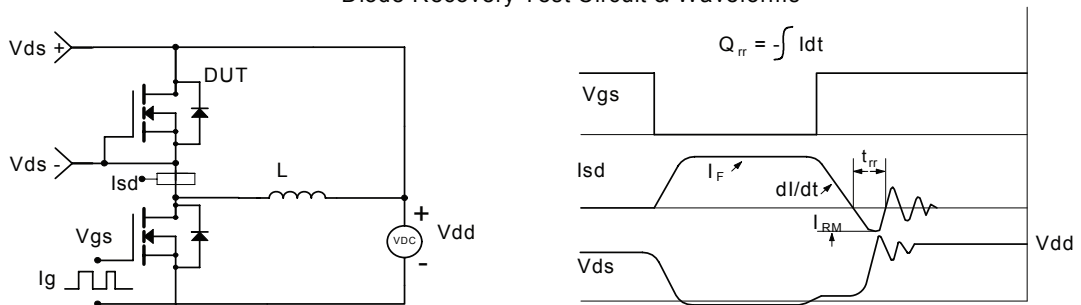 Diode Recovery Test Circuit & Waveforms
Vds +
DUT
Vds -
Isd
L
Vgs
Ig
+
VDC
-
Vdd
Q rr = - ∫ Idt
Vgs
Isd
I F
dI/dt
t rr
I RM
Vdd
Vds